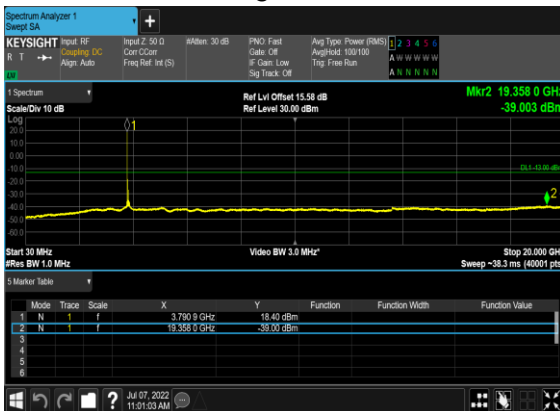 Spectrum Analyzer 1
Swept SA
KEYSIGHT Input: RF Input Z: 50 Ω #Atten: 30 dB PNO: Fast Avg Type: Power (RMS) 1 2 3 4 5 6
R T Coupling: DC Corr CCorr Gate: Off Avg|Hold: 100/100 A W W W W W
Align: Auto Freq Ref: Int (S) IF Gain: Low Trig: Free Run
Sig Track: Off A N N N N N
1 Spectrum Ref Lvl Offset 15.58 dB Mkr2 19.358 0 GHz
Scale/Div 10 dB Ref Level 30.00 dBm -39.003 dBm
Log
20.0
10.0
0.00
-10.0
-20.0
-30.0
-40.0
-50.0
-60.0
1
DL1 -13.00 dBm
2
Start 30 MHz Video BW 3.0 MHz* Stop 20.000 GHz
#Res BW 1.0 MHz Sweep ~38.3 ms (40001 pts)
5 Marker Table
Mode Trace Scale X Y Function Function Width Function Value
1 N 1 f 3.790 9 GHz 18.40 dBm
2 N 1 f 19.358 0 GHz -39.00 dBm
3
4
5
6
? Jul 07, 2022
11:01:03 AM